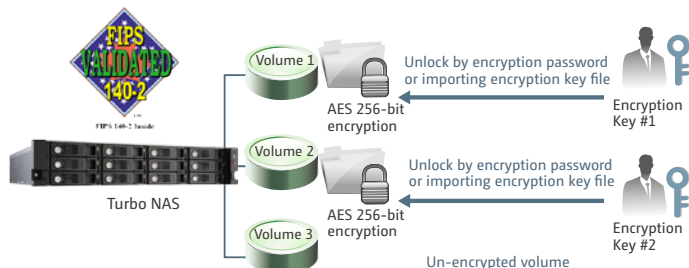 FIPS
VALIDATED
140-2
TM
FIPS 140-2 Inside
Turbo NAS
Volume 1
AES 256-bit
encryption
Unlock by encryption password
or importing encryption key file
Encryption
Key #1
Volume 2
AES 256-bit
encryption
Unlock by encryption password
or importing encryption key file
Encryption
Key #2
Volume 3
Un-encrypted volume